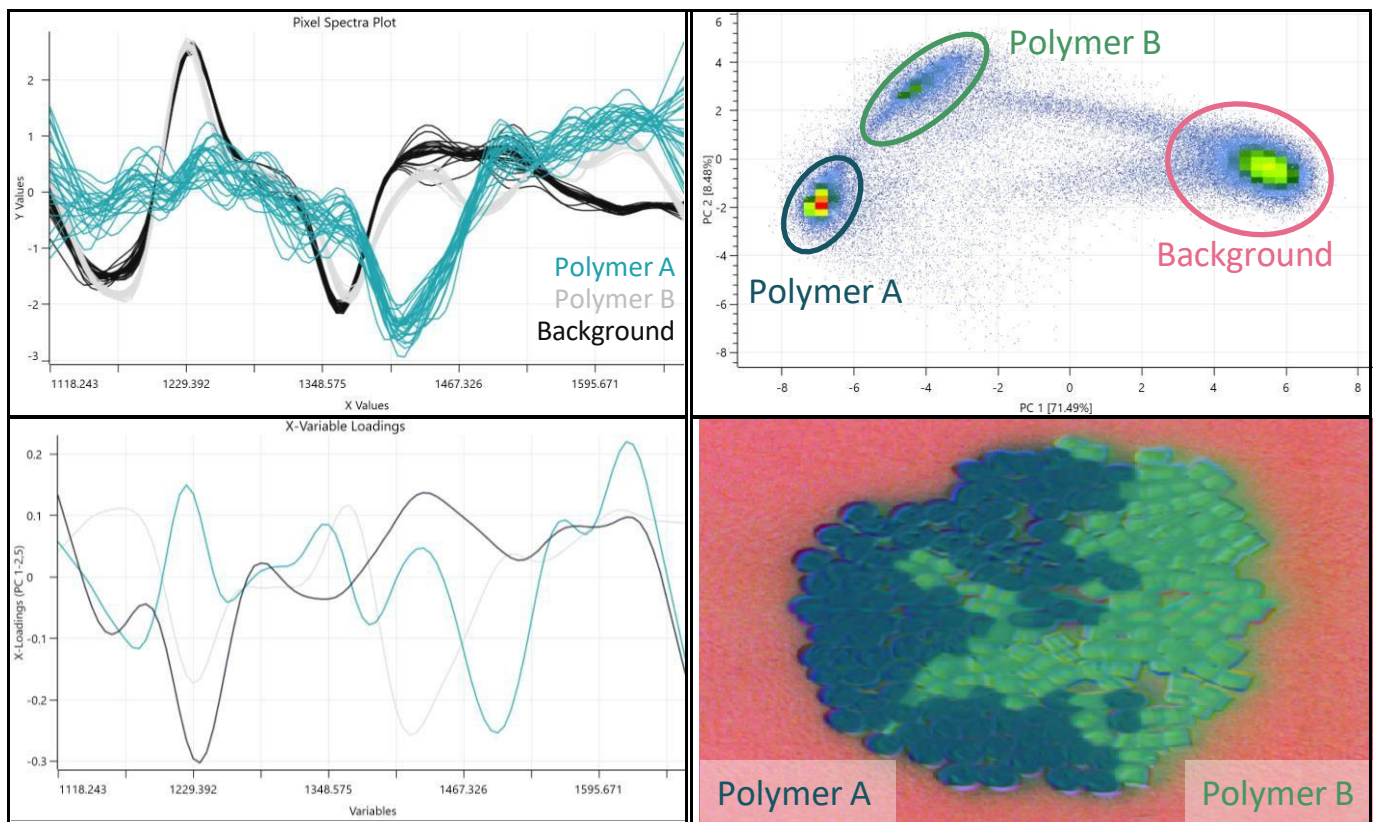 Pixel Spectra Plot
2
1
0
-1
-2
-3
Y Values
Polymer A
Polymer B
Background
1118.243
1229.392
1348.575
1467.326
1595.671
X Values
6
4
2
0
-2
-4
-6
-8
PC 2 [8.48%]
Polymer B
Polymer A
Background
-8
-6
-4
-2
0
2
4
6
8
PC 1 [71.49%]
X-Variable Loadings
0.2
0.1
0
-0.1
-0.2
-0.3
X-Loadings (PC 1-2,5)
1118.243
1229.392
1348.575
1467.326
1595.671
Variables
Polymer A
Polymer B